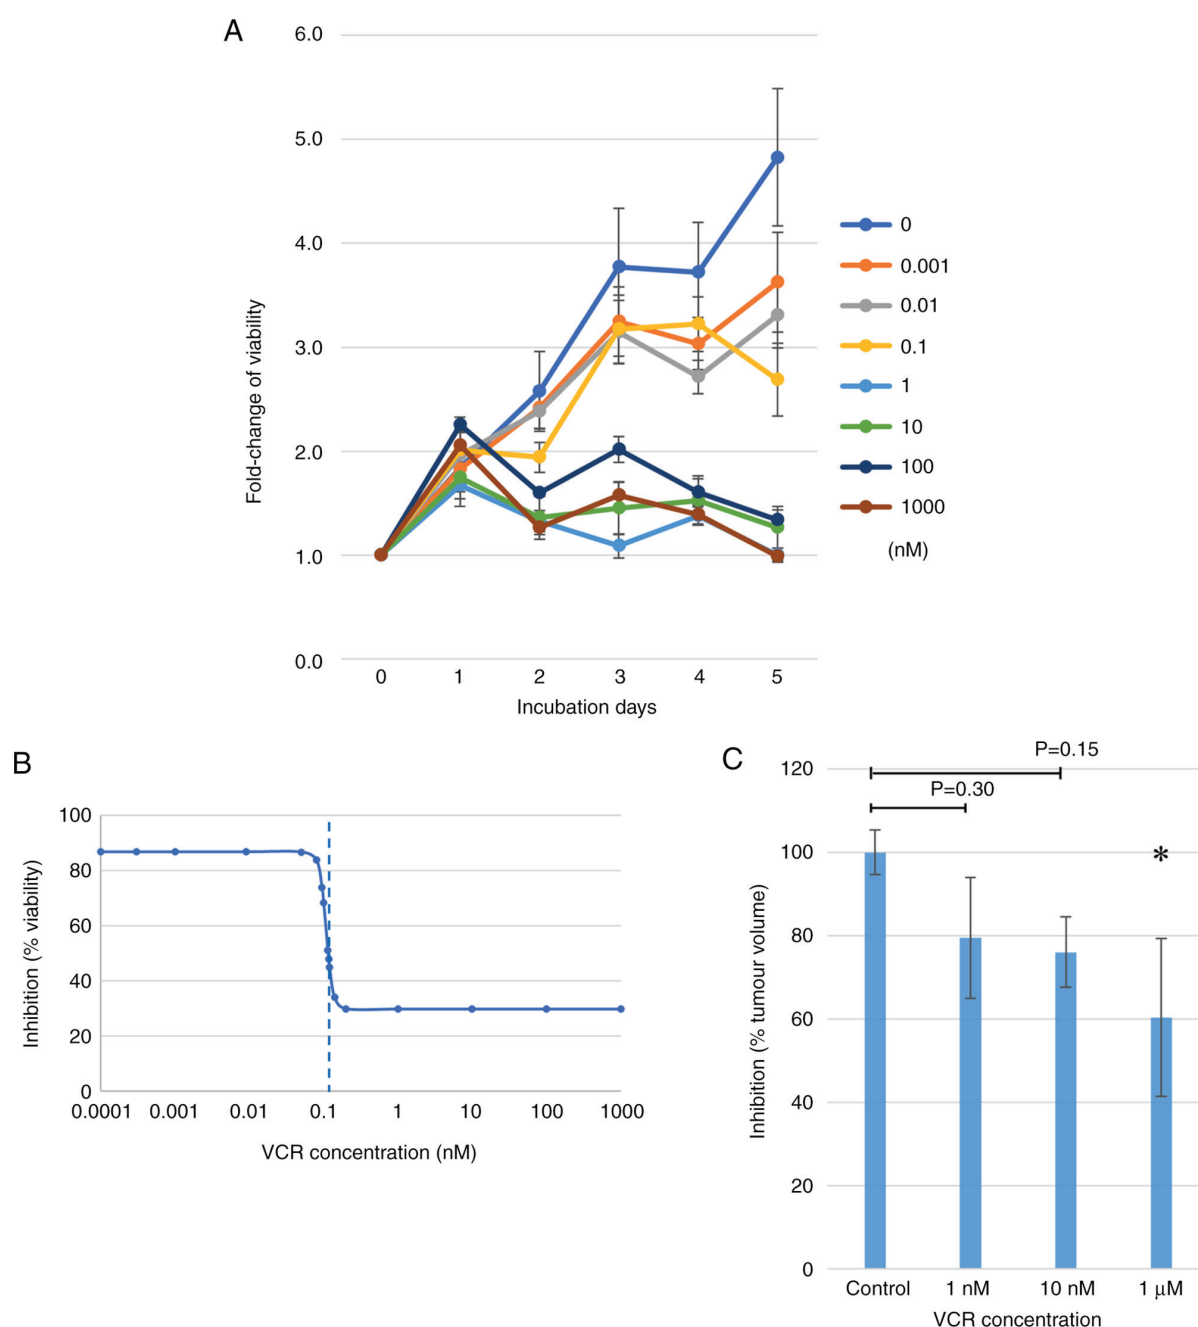 A
6.0
5.0
4.0
3.0
2.0
1.0
0.0
Fold-change of viability
0 1 2 3 4 5
Incubation days
0
0.001
0.01
0.1
1
10
100
1000
(nM)
B
100
80
60
40
20
0
Inhibition (% viability)
0.0001 0.001 0.01 0.1 1 10 100 1000
VCR concentration (nM)
C
P=0.15
P=0.30
*
120
100
80
60
40
20
0
Inhibition (% tumour volume)
Control 1 nM 10 nM 1 μM
VCR concentration